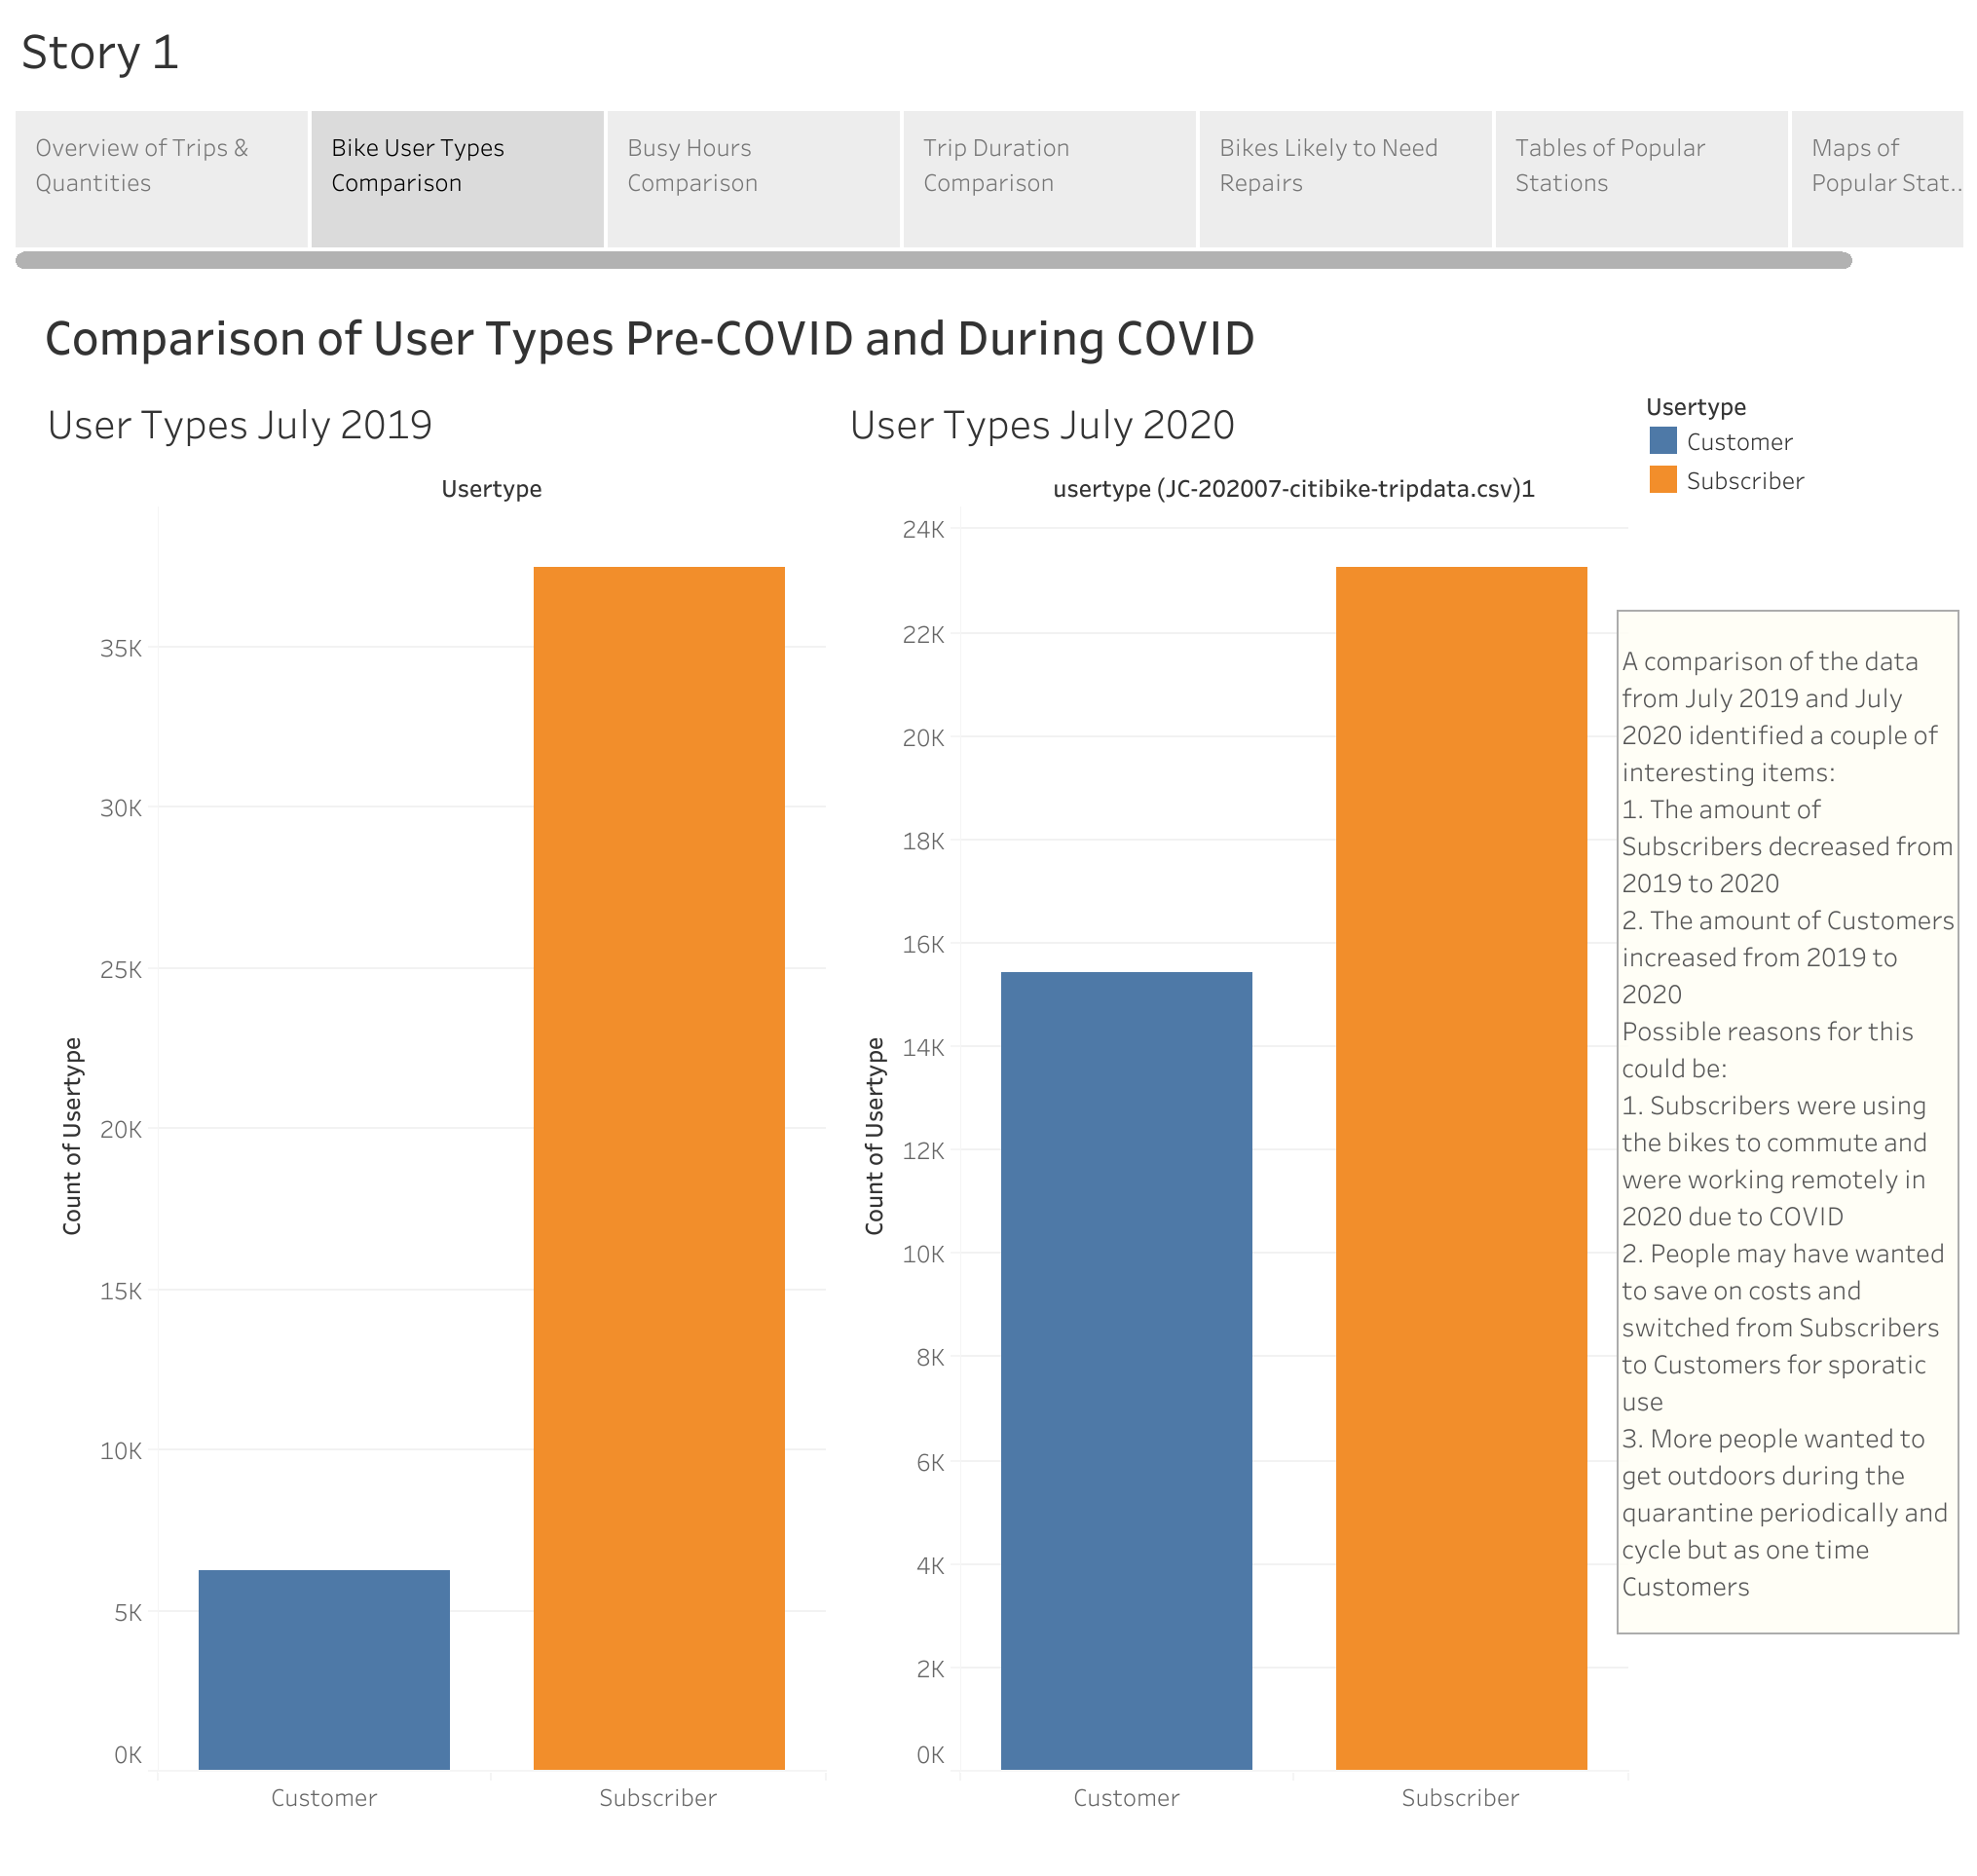 Story 1
Overview of Trips &
Quantities
Bike User Types
Comparison
Busy Hours
Comparison
Trip Duration
Comparison
Bikes Likely to Need
Repairs
Tables of Popular
Stations
Maps of
Popular Stat..
Comparison of User Types Pre-COVID and During COVID
User Types July 2019
Usertype
35K
30K
25K
20K
15K
10K
5K
0K
Count of Usertype
Customer
Subscriber
User Types July 2020
usertype (JC-202007-citibike-tripdata.csv)1
24K
22K
20K
18K
16K
14K
12K
10K
8K
6K
4K
2K
0K
Count of Usertype
Customer
Subscriber
Usertype
Customer
Subscriber
A comparison of the data
from July 2019 and July
2020 identified a couple of
interesting items:
1. The amount of
Subscribers decreased from
2019 to 2020
2. The amount of Customers
increased from 2019 to
2020
Possible reasons for this
could be:
1. Subscribers were using
the bikes to commute and
were working remotely in
2020 due to COVID
2. People may have wanted
to save on costs and
switched from Subscribers
to Customers for sporatic
use
3. More people wanted to
get outdoors during the
quarantine periodically and
cycle but as one time
Customers